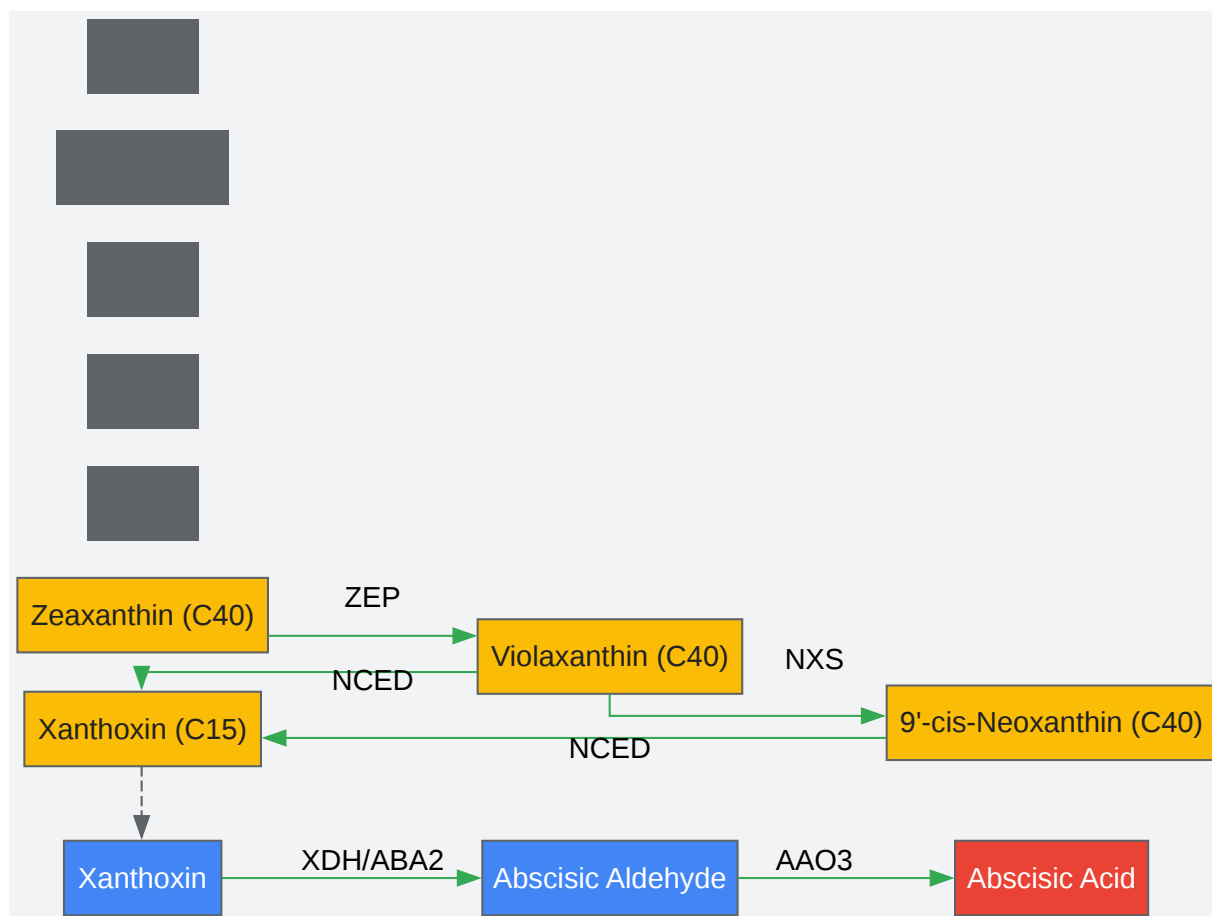 Zeaxanthin (C40)
ZEP
Violaxanthin (C40)
NXS
NCED
Xanthoxin (C15)
9'-cis-Neoxanthin (C40)
NCED
Xanthoxin
XDH/ABA2
Abscisic Aldehyde
AAO3
Abscisic Acid